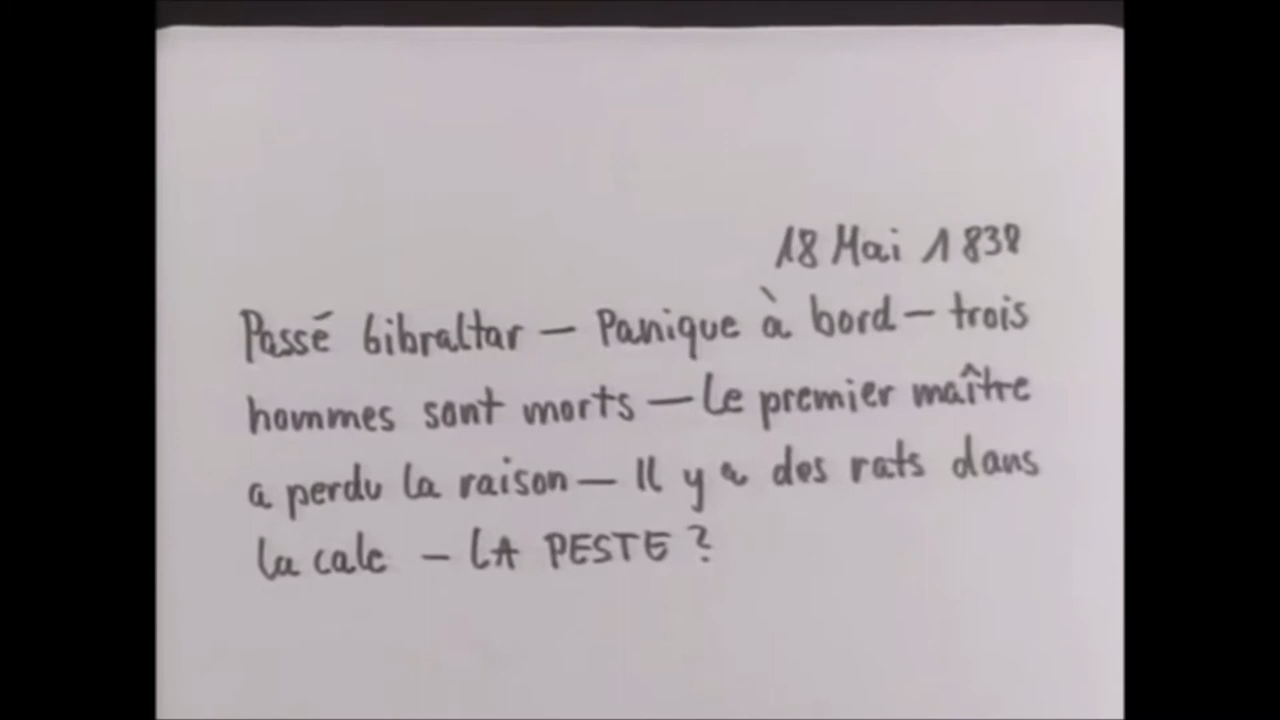 18 Mai 1838
Passé Gibraltar – Panique à bord – trois
hommes sont morts – Le premier maître
a perdu la raison – Il y a des rats dans
la cale – LA PESTE ?